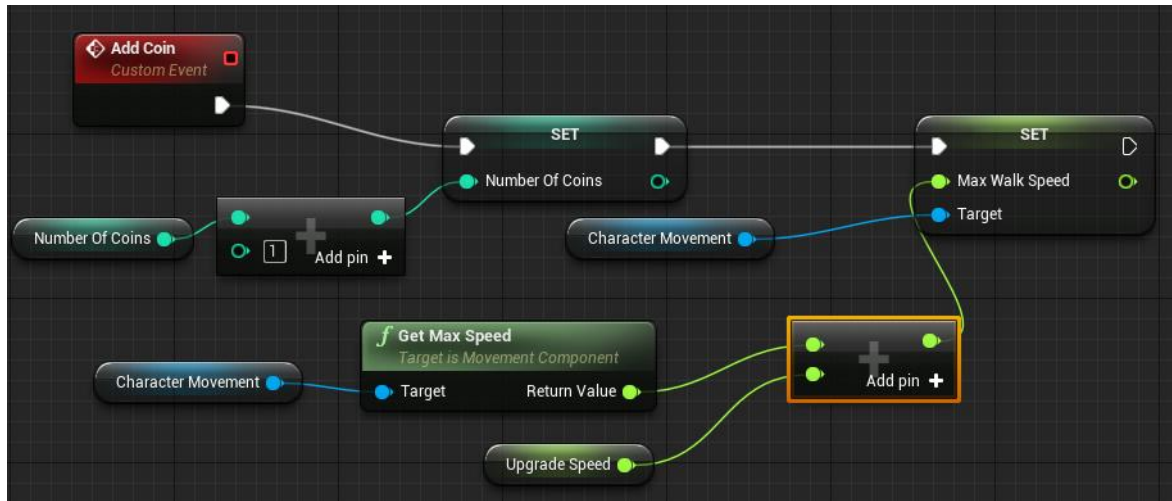 Add Coin
Custom Event
SET
Number Of Coins
SET
Max Walk Speed
Target
Number Of Coins
1
Add pin
Character Movement
f Get Max Speed
Target is Movement Component
Target Return Value
Character Movement
Add pin
Upgrade Speed